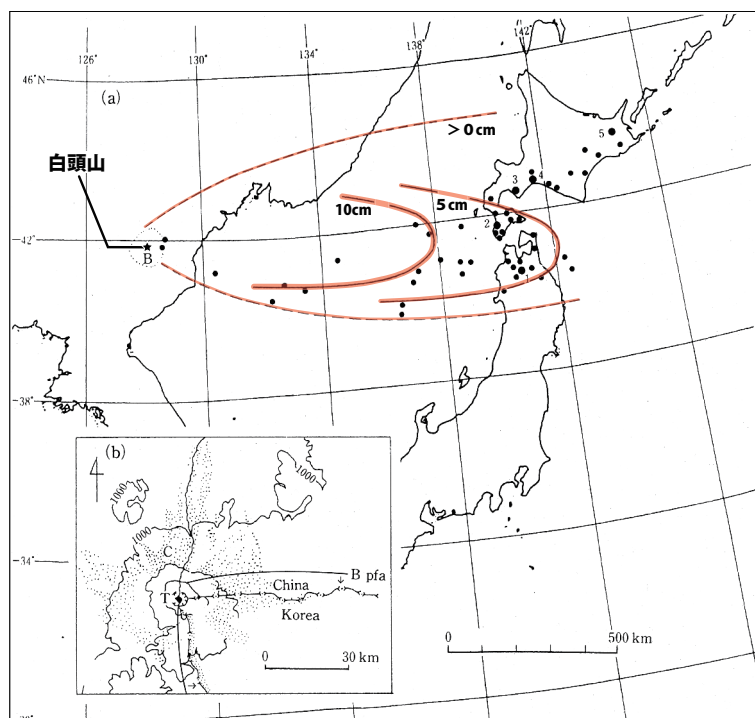 126°
130°
134°
138°
142°
46°N
(a)
> 0 cm
白頭山
10cm
5 cm
5
4
3
2
1
42°
B
38°
(b)
1000
1000
1000
C
B pfa
34°
T
China
Korea
0 30 km
0 500 km